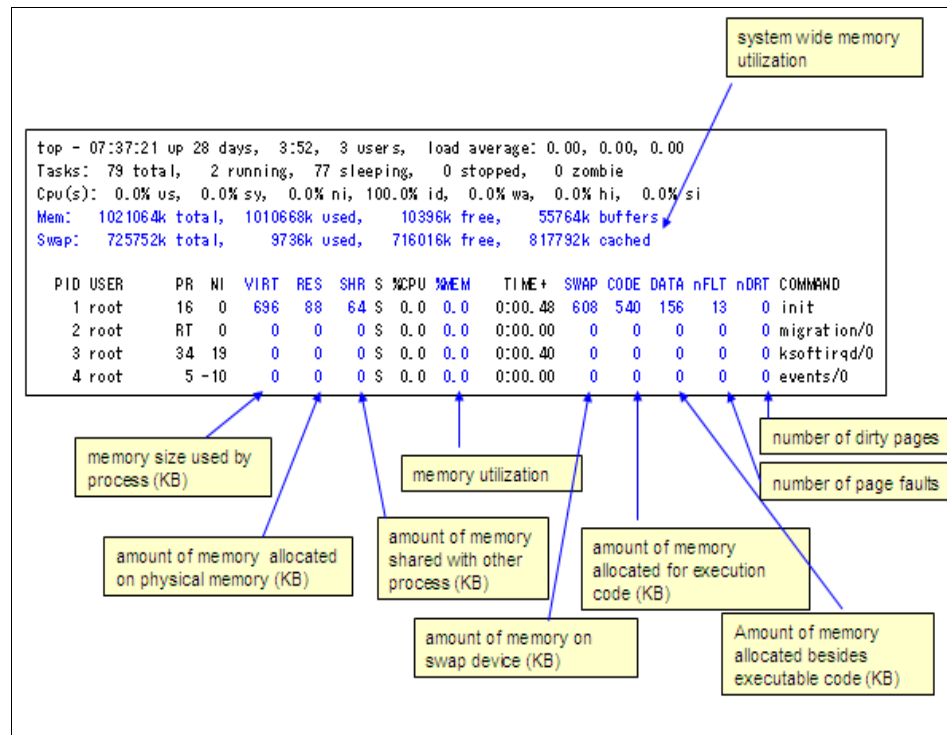 system wide memory
utilization
top - 07:37:21 up 28 days, 3:52, 3 users, load average: 0.00, 0.00, 0.00
Tasks: 79 total, 2 running, 77 sleeping, 0 stopped, 0 zombie
Cpu(s): 0.0% us, 0.0% sy, 0.0% ni, 100.0% id, 0.0% wa, 0.0% hi, 0.0% si
Mem: 1021064k total, 1010668k used, 10396k free, 55764k buffers
Swap: 725752k total, 9736k used, 716016k free, 817792k cached
PID USER PR NI VIRT RES SHR S %CPU %MEM TIME+ SWAP CODE DATA nFLT nDRT COMMAND
1 root 16 0 696 88 64 S 0.0 0.0 0:00.48 608 540 156 13 0 init
2 root RT 0 0 0 0 S 0.0 0.0 0:00.00 0 0 0 0 0 migration/0
3 root 34 19 0 0 0 S 0.0 0.0 0:00.40 0 0 0 0 0 ksoftirqd/0
4 root 5 -10 0 0 0 S 0.0 0.0 0:00.00 0 0 0 0 0 events/0
memory size used by
process (KB)
memory utilization
number of dirty pages
number of page faults
amount of memory allocated
on physical memory (KB)
amount of memory
shared with other
process (KB)
amount of memory
allocated for execution
code (KB)
amount of memory on
swap device (KB)
Amount of memory
allocated besides
executable code (KB)